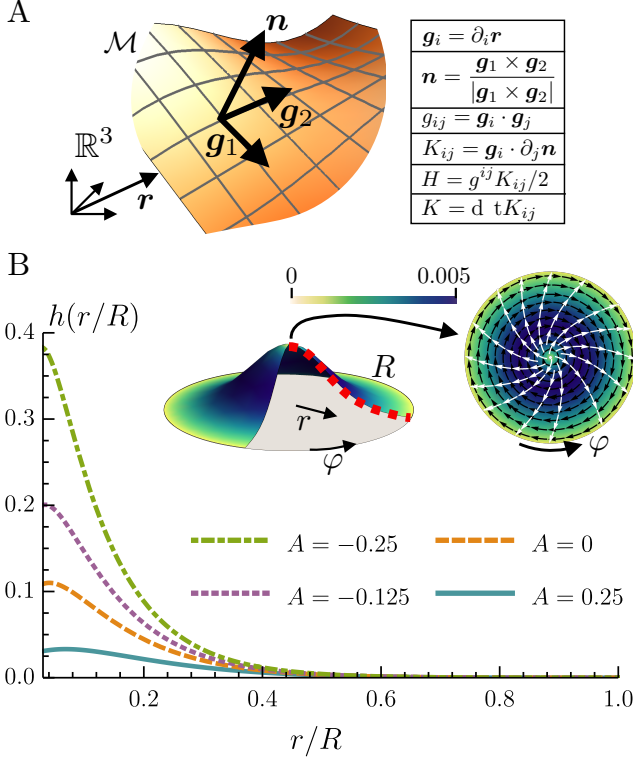 A
𝓜
n
g₂
g₁
ℝ³
r
gᵢ = ∂ᵢr
n = g₁ × g₂ / |g₁ × g₂|
gᵢⱼ = gᵢ · gⱼ
Kᵢⱼ = gᵢ · ∂ⱼn
H = gⁱʲKᵢⱼ/2
K = d tKᵢⱼ
B
h(r/R)
0 0.005
R
r
φ
φ
0.4
0.3
0.2
0.1
0.0
A = −0.25
A = 0
A = −0.125
A = 0.25
0.2 0.4 0.6 0.8 1.0
r/R